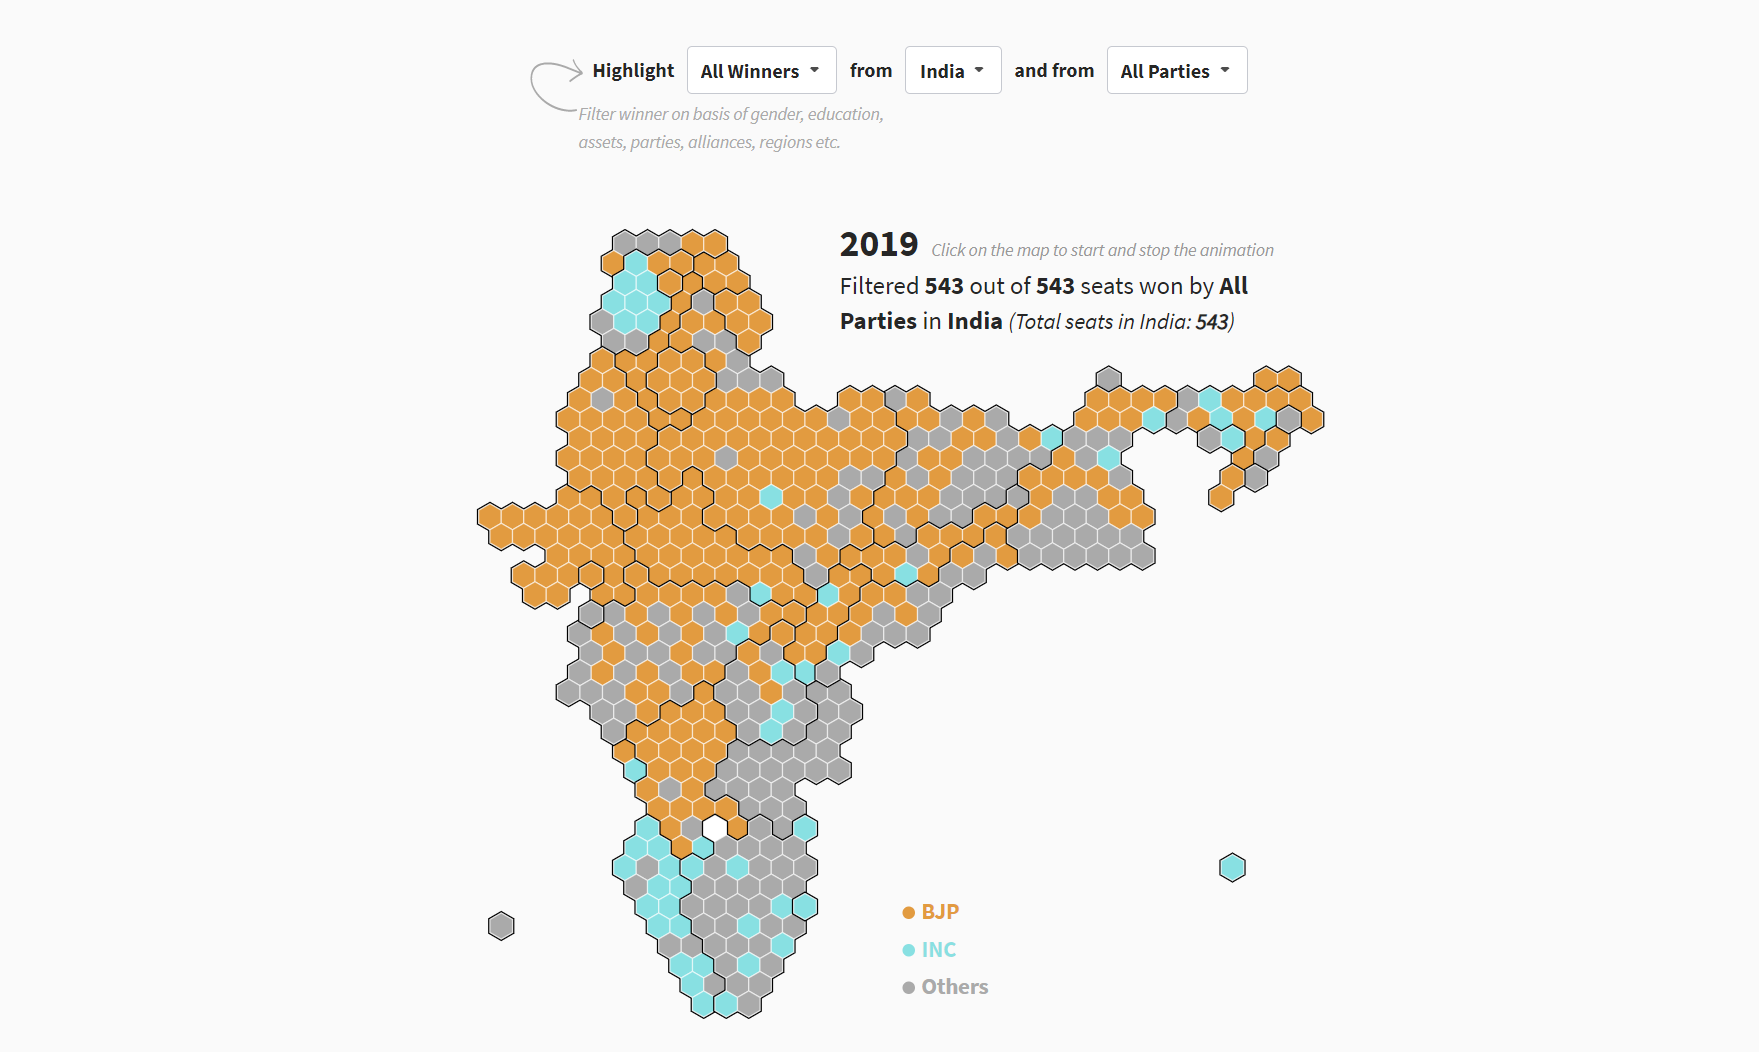 Highlight All Winners from India and from All Parties
Filter winner on basis of gender, education,
assets, parties, alliances, regions etc.
2019 Click on the map to start and stop the animation
Filtered 543 out of 543 seats won by All
Parties in India (Total seats in India: 543)
BJP
INC
Others